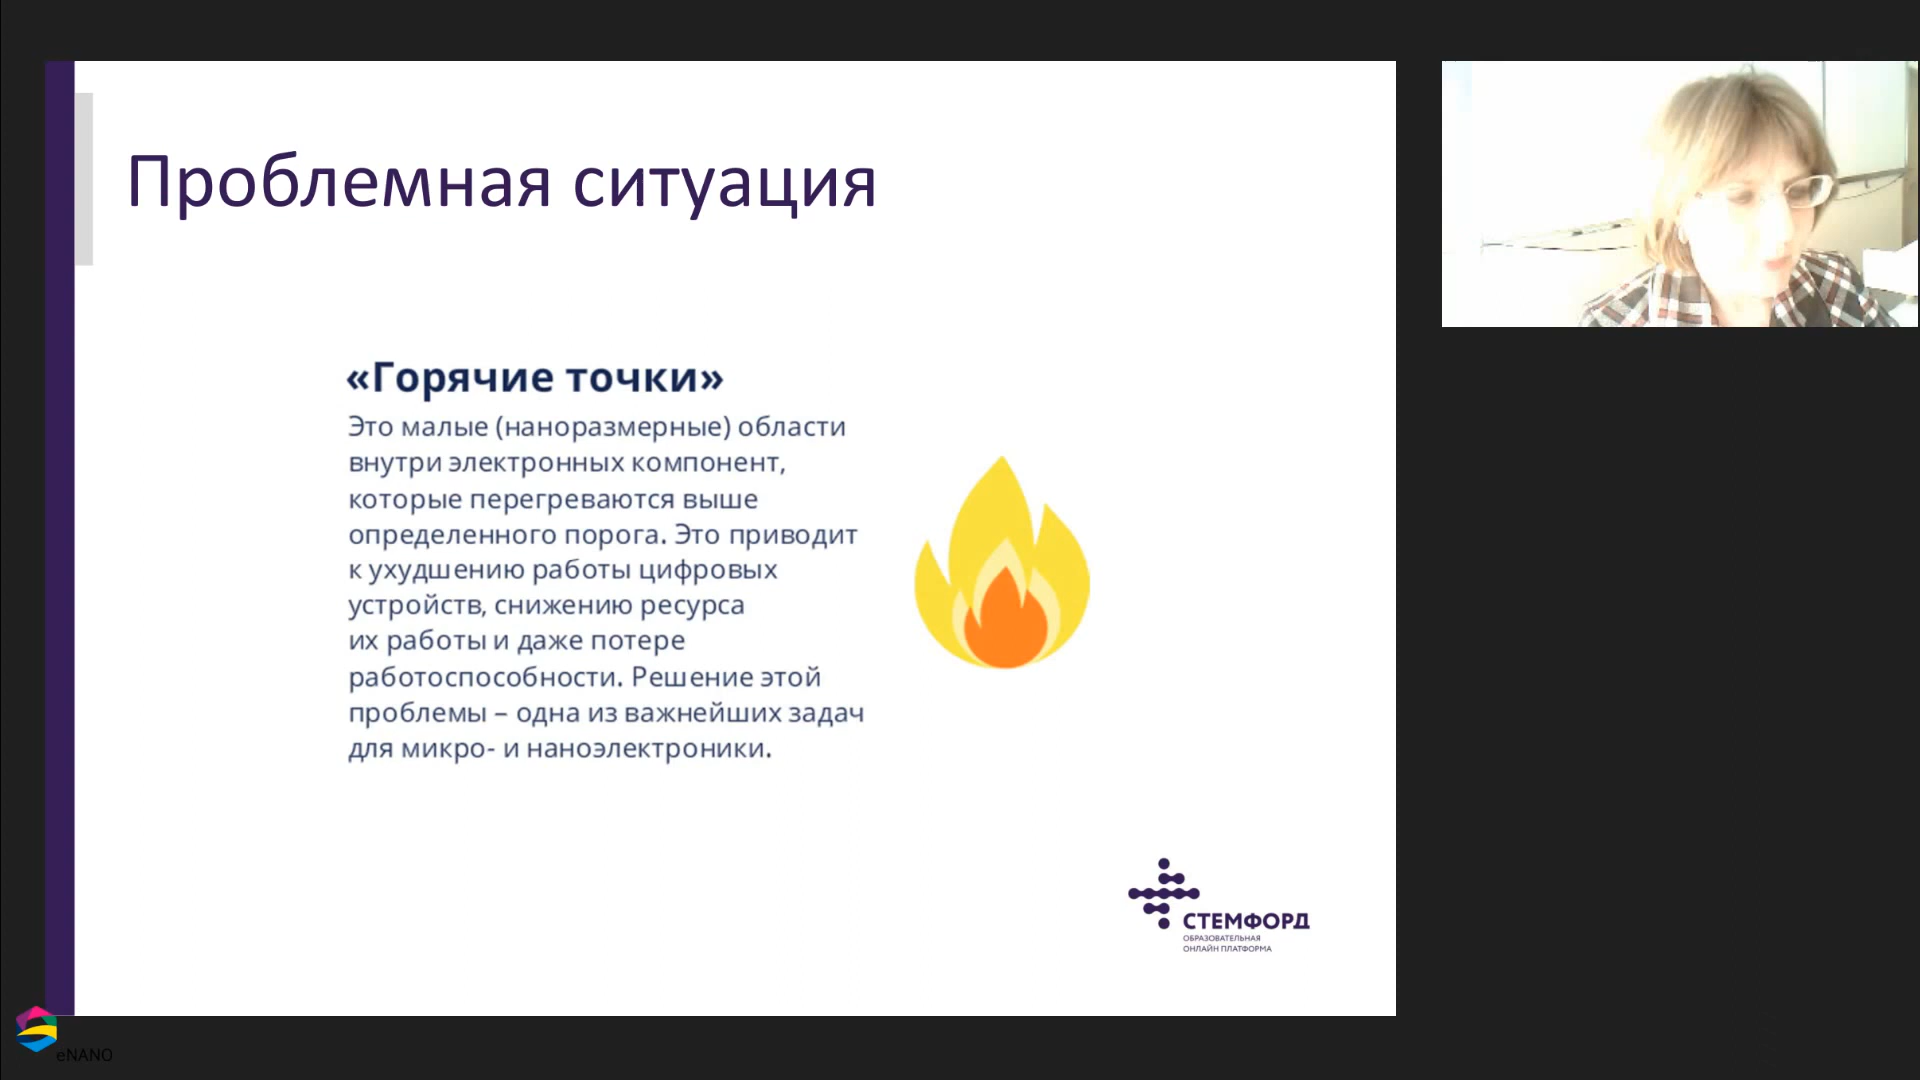 Проблемная ситуация
«Горячие точки»
Это малые (наноразмерные) области
внутри электронных компонент,
которые перегреваются выше
определенного порога. Это приводит
к ухудшению работы цифровых
устройств, снижению ресурса
их работы и даже потере
работоспособности. Решение этой
проблемы – одна из важнейших задач
для микро- и наноэлектроники.
СТЕМФОРД
ОБРАЗОВАТЕЛЬНАЯ
ОНЛАЙН ПЛАТФОРМА
eNANO